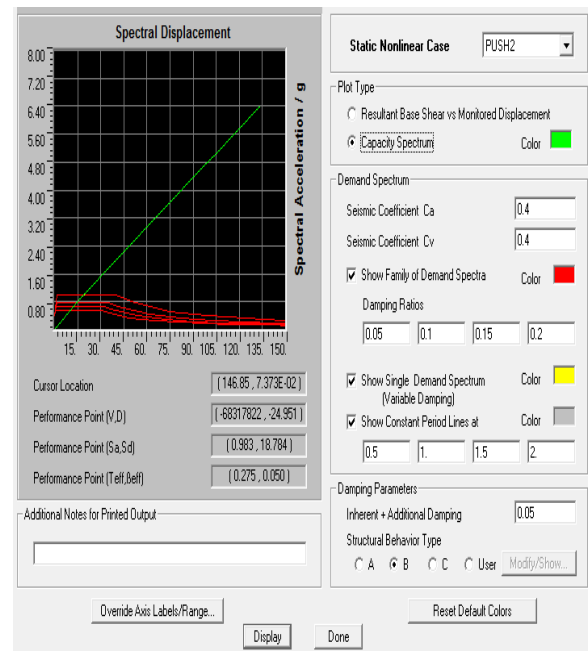 Spectral Displacement
8.00
7.20
6.40
5.60
4.80
4.00
3.20
2.40
1.60
0.80
Spectral Acceleration / g
15. 30. 45. 60. 75. 90. 105. 120. 135. 150.
Cursor Location ( 146.85 , 7.373E-02 )
Performance Point (V,D) ( -68317822 , -24.951 )
Performance Point (Sa,Sd) ( 0.983 , 18.784 )
Performance Point (Teff,βeff) ( 0.275 , 0.050 )
Additional Notes for Printed Output
Static Nonlinear Case PUSH2
Plot Type
Resultant Base Shear vs Monitored Displacement
Capacity Spectrum Color
Demand Spectrum
Seismic Coefficient Ca 0.4
Seismic Coefficient Cv 0.4
Show Family of Demand Spectra Color
Damping Ratios
0.05 0.1 0.15 0.2
Show Single Demand Spectrum Color
(Variable Damping)
Show Constant Period Lines at Color
0.5 1. 1.5 2.
Damping Parameters
Inherent + Additional Damping 0.05
Structural Behavior Type
A B C User Modify/Show...
Override Axis Labels/Range... Reset Default Colors
Display Done